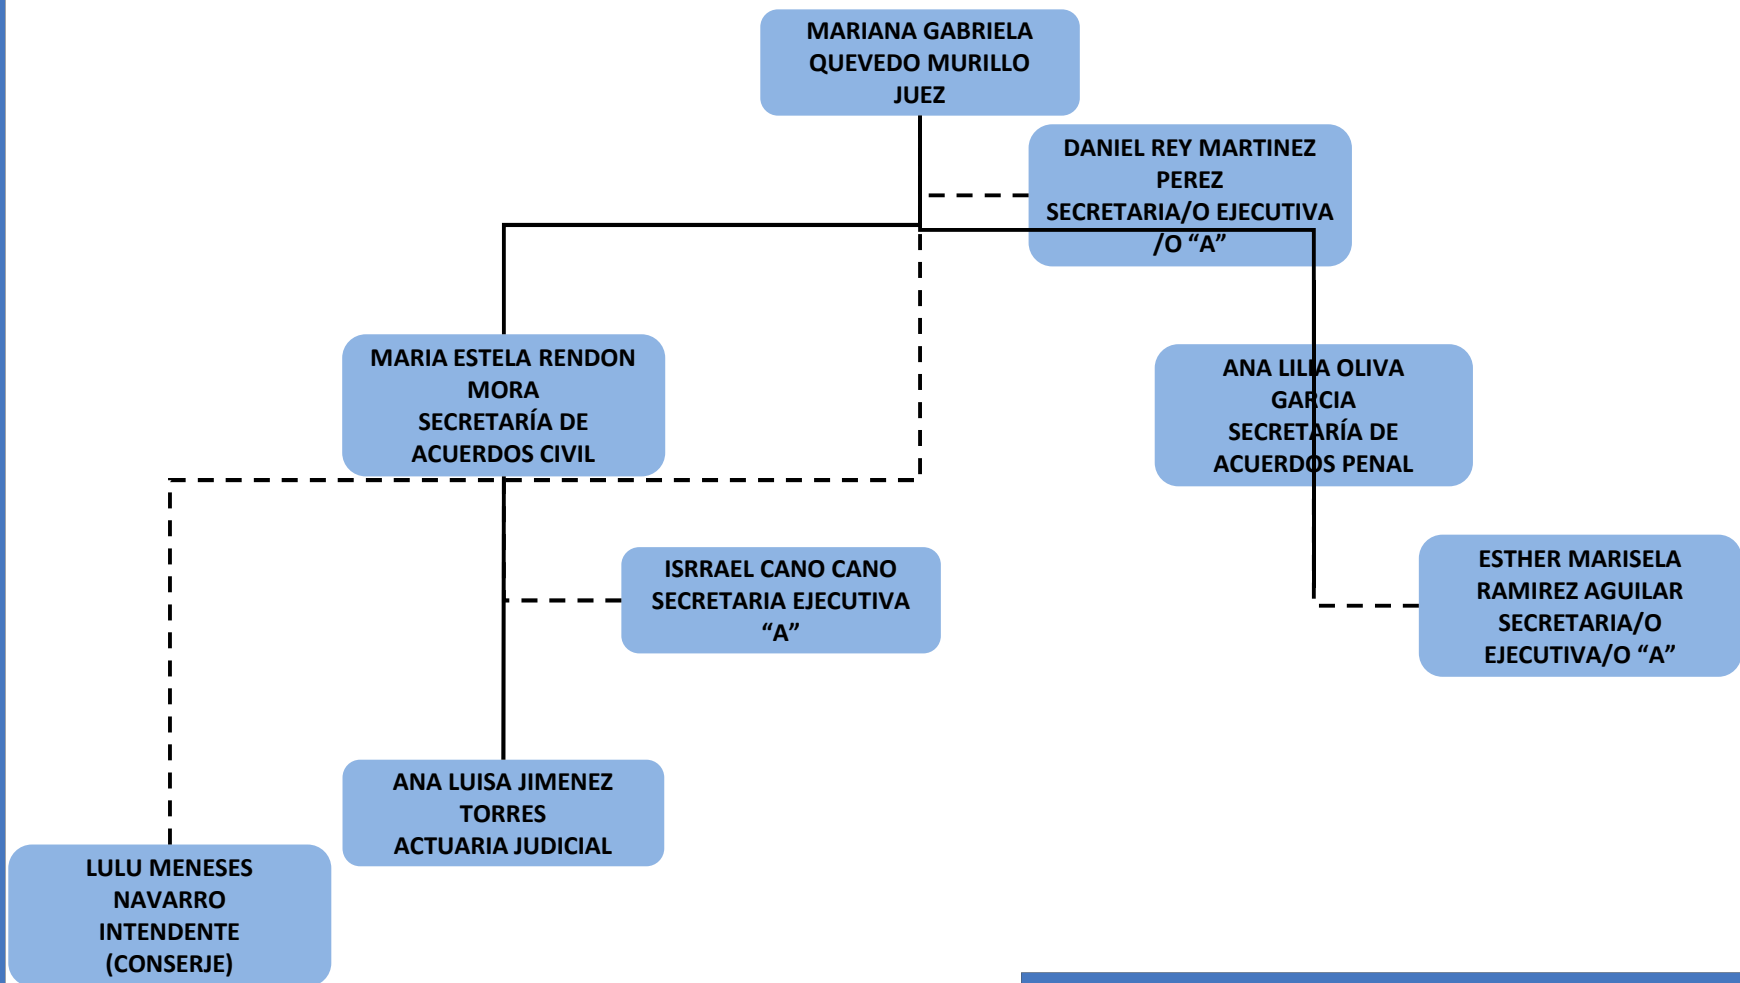 MARIANA GABRIELA
QUEVEDO MURILLO
JUEZ
DANIEL REY MARTINEZ
PEREZ
SECRETARIA/O EJECUTIVA
/O “A”
MARIA ESTELA RENDON
MORA
SECRETARÍA DE
ACUERDOS CIVIL
ANA LILIA OLIVA
GARCIA
SECRETARÍA DE
ACUERDOS PENAL
ISRRAEL CANO CANO
SECRETARIA EJECUTIVA
“A”
ESTHER MARISELA
RAMIREZ AGUILAR
SECRETARIA/O
EJECUTIVA/O “A”
ANA LUISA JIMENEZ
TORRES
ACTUARIA JUDICIAL
LULU MENESES
NAVARRO
INTENDENTE
(CONSERJE)